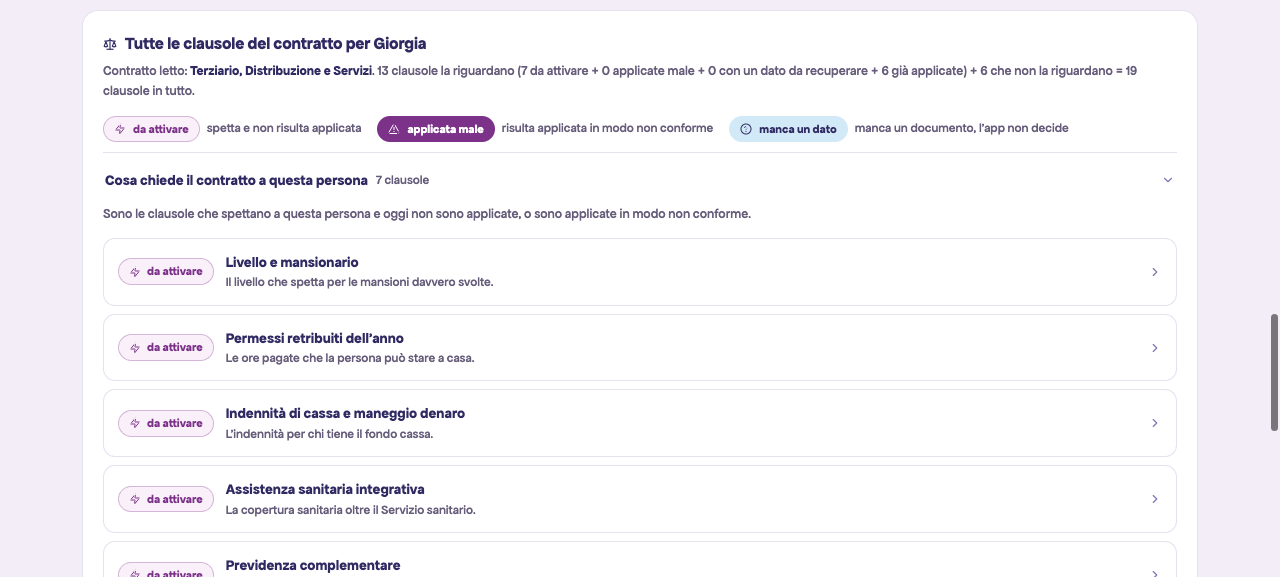 Tutte le clausole del contratto per Giorgia
Contratto letto: Terziario, Distribuzione e Servizi. 13 clausole la riguardano (7 da attivare + 0 applicate male + 0 con un dato da recuperare + 6 già applicate) + 6 che non la riguardano = 19
clausole in tutto.
da attivare spetta e non risulta applicata applicata male risulta applicata in modo non conforme manca un dato manca un documento, l'app non decide
Cosa chiede il contratto a questa persona 7 clausole
Sono le clausole che spettano a questa persona e oggi non sono applicate, o sono applicate in modo non conforme.
da attivare
Livello e mansionario
Il livello che spetta per le mansioni davvero svolte.
da attivare
Permessi retribuiti dell'anno
Le ore pagate che la persona può stare a casa.
da attivare
Indennità di cassa e maneggio denaro
L'indennità per chi tiene il fondo cassa.
da attivare
Assistenza sanitaria integrativa
La copertura sanitaria oltre il Servizio sanitario.
da attivare
Previdenza complementare